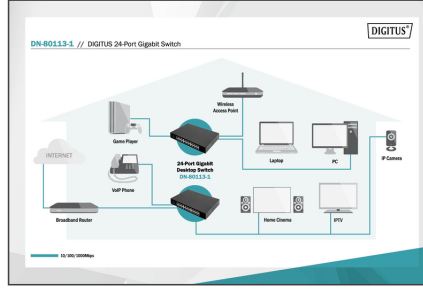 DIGITUS®
DN-80113-1 // DIGITUS 24-Port Gigabit Switch
Wireless
Access Point
Game Player
INTERNET
24-Port Gigabit
Desktop Switch
DN-80113-1
Laptop
PC
IP Camera
VoIP Phone
Broadband Router
Home Cinema
IPTV
10/100/1000Mbps